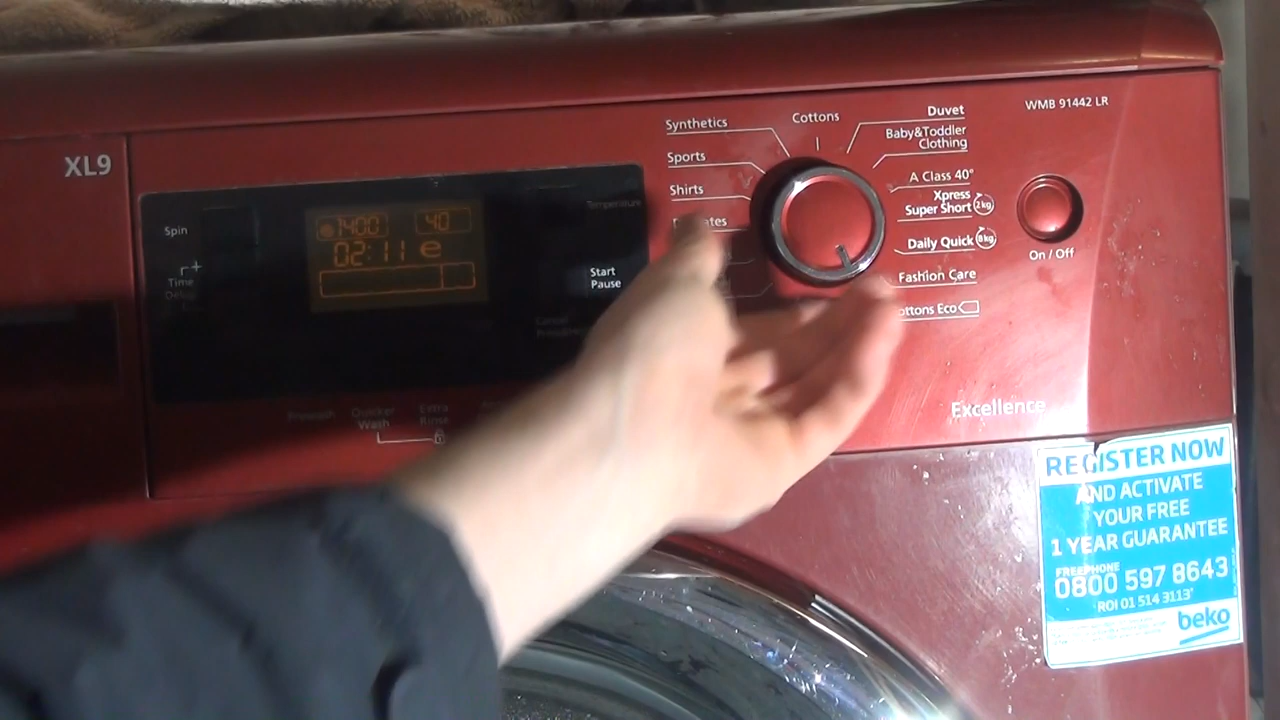 XL9
Spin
Time
Delay
1400
40
02:11 e
Temperature
Start
Pause
Prewash
Quicker
Wash
Extra
Rinse
Synthetics
Sports
Shirts
Cottons
Duvet
Baby&Toddler
Clothing
A Class 40°
Xpress
Super Short 2kg
Daily Quick 8kg
Fashion Care
Eco
WMB 91442 LR
On / Off
Excellence
REGISTER NOW
AND ACTIVATE
YOUR FREE
1 YEAR GUARANTEE
FREEPHONE
0800 597 8643
ROI 01 514 3113*
beko